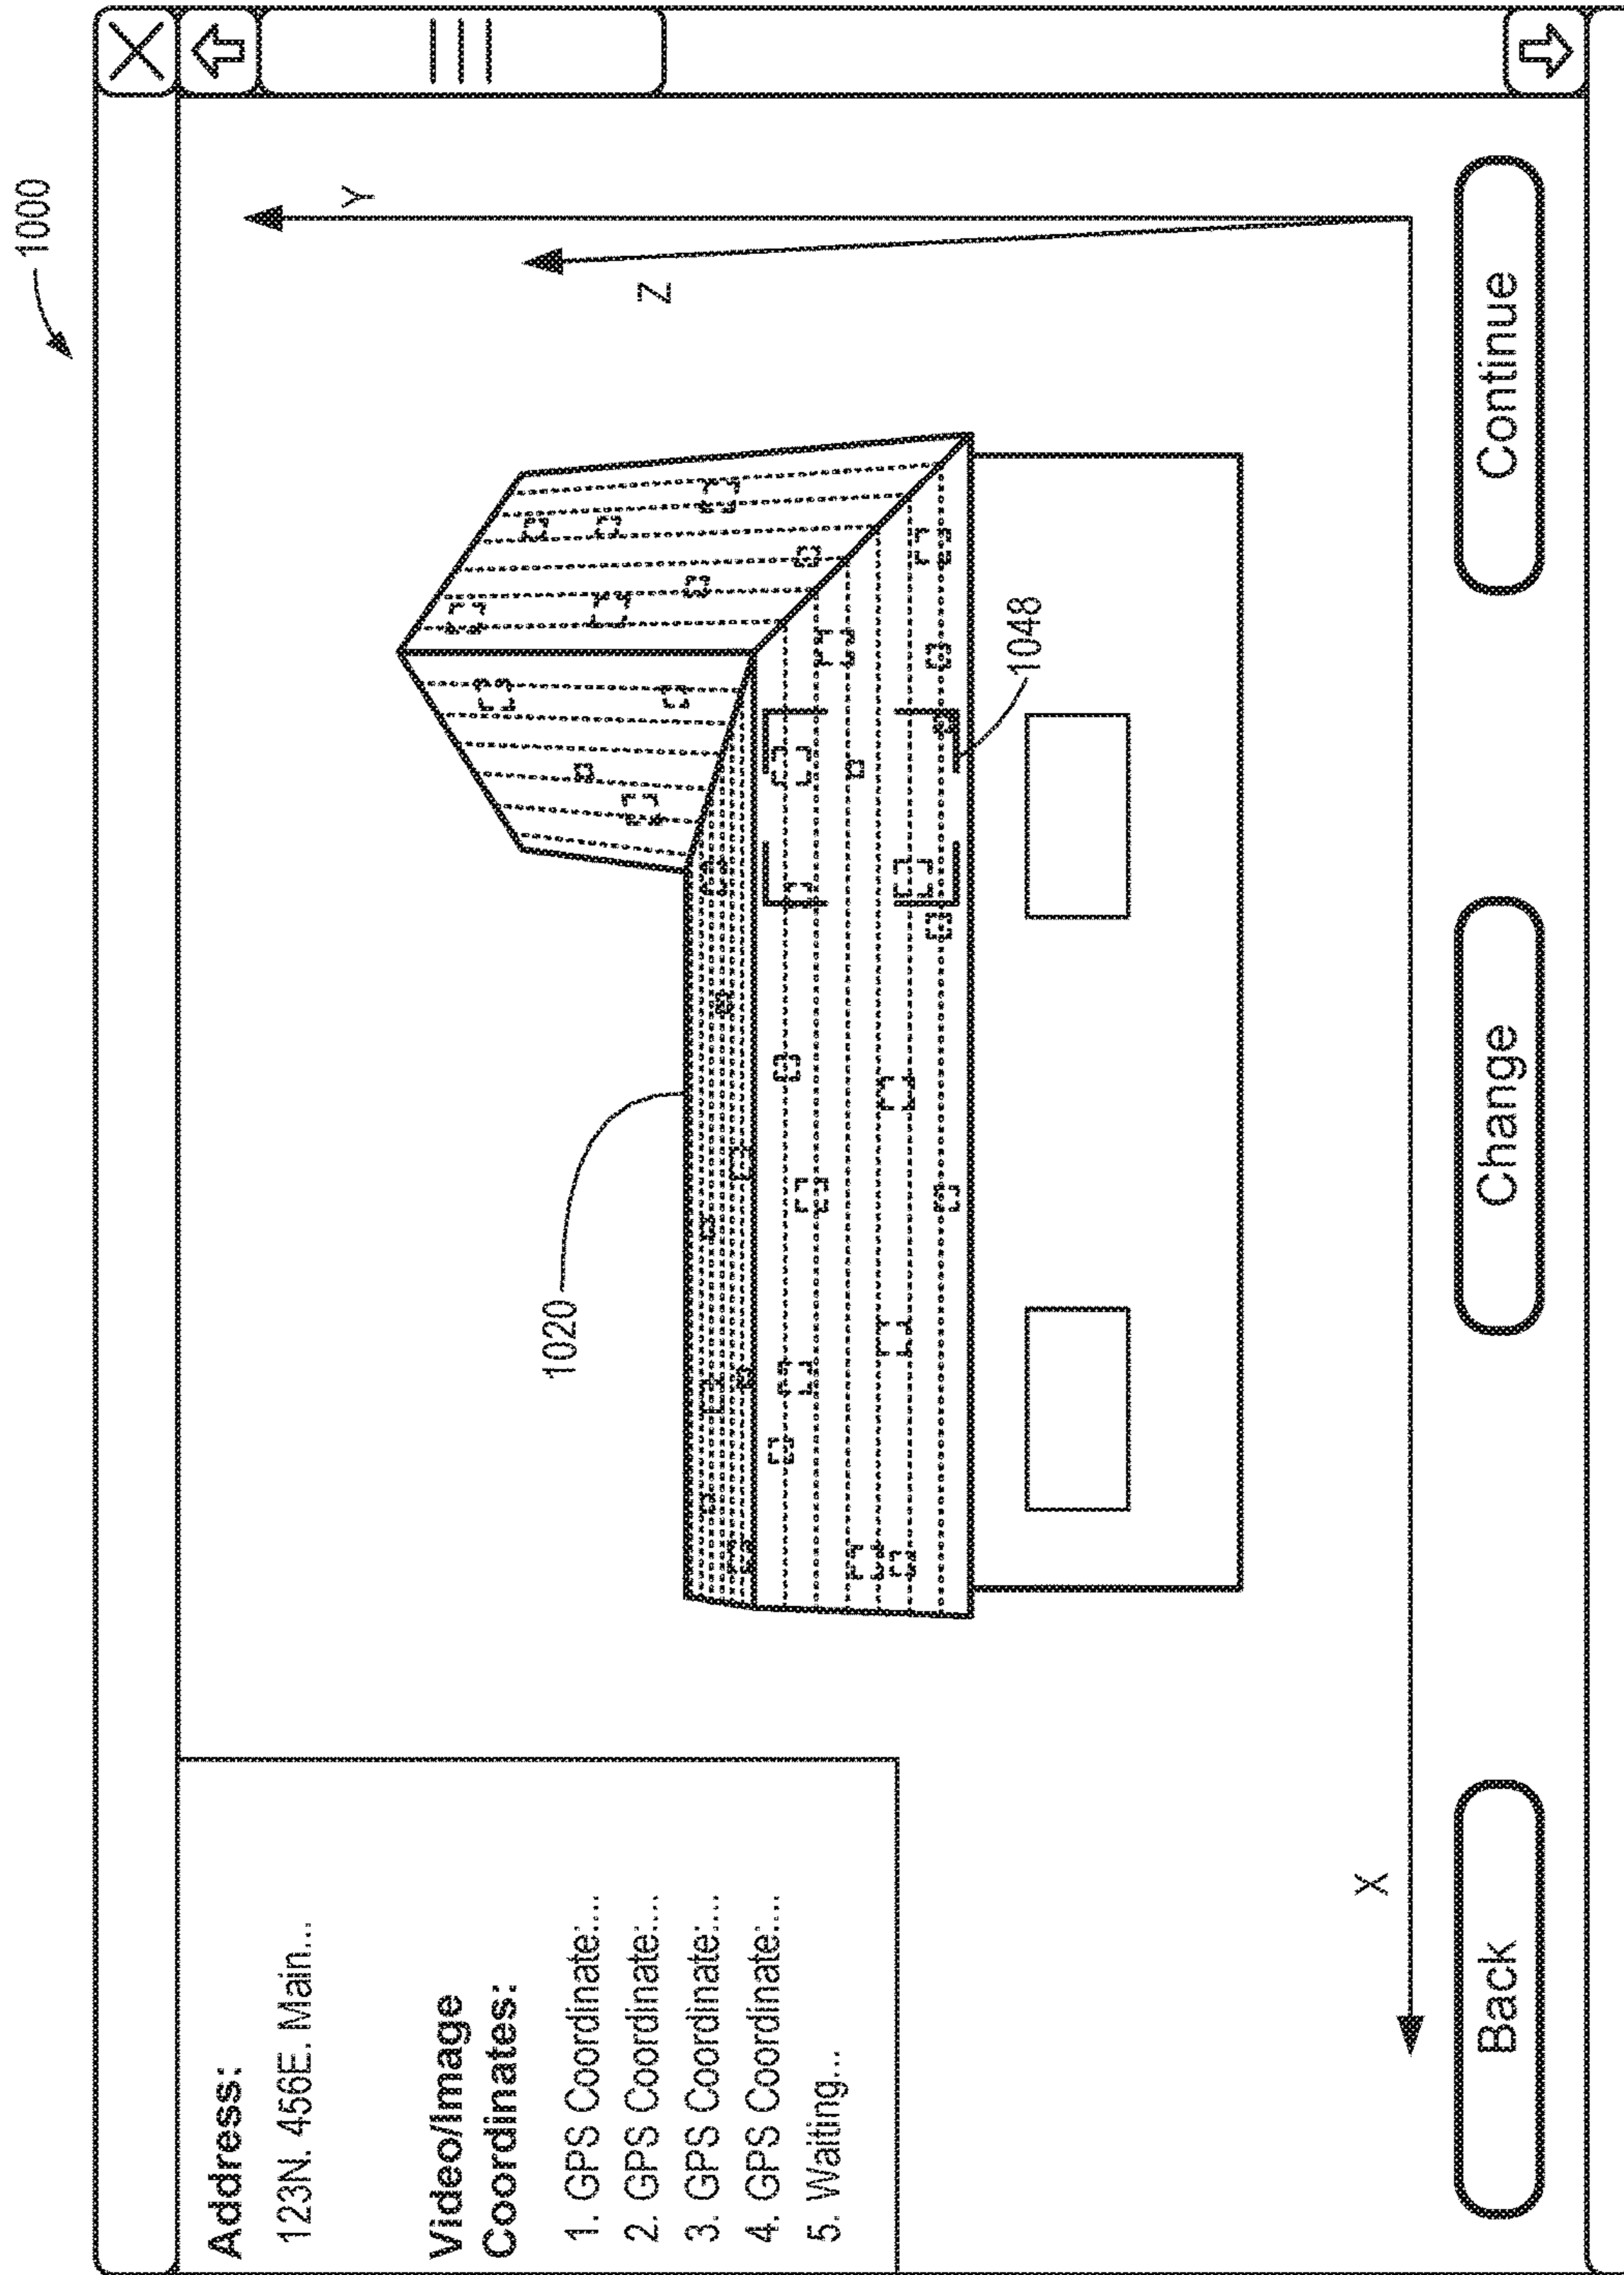 1000
Address:
123N. 456E. Main...
Video/Image
Coordinates:
1. GPS Coordinate:...
2. GPS Coordinate:...
3. GPS Coordinate:...
4. GPS Coordinate:...
5. Waiting...
1020
1048
Y
Z
X
Back
Change
Continue